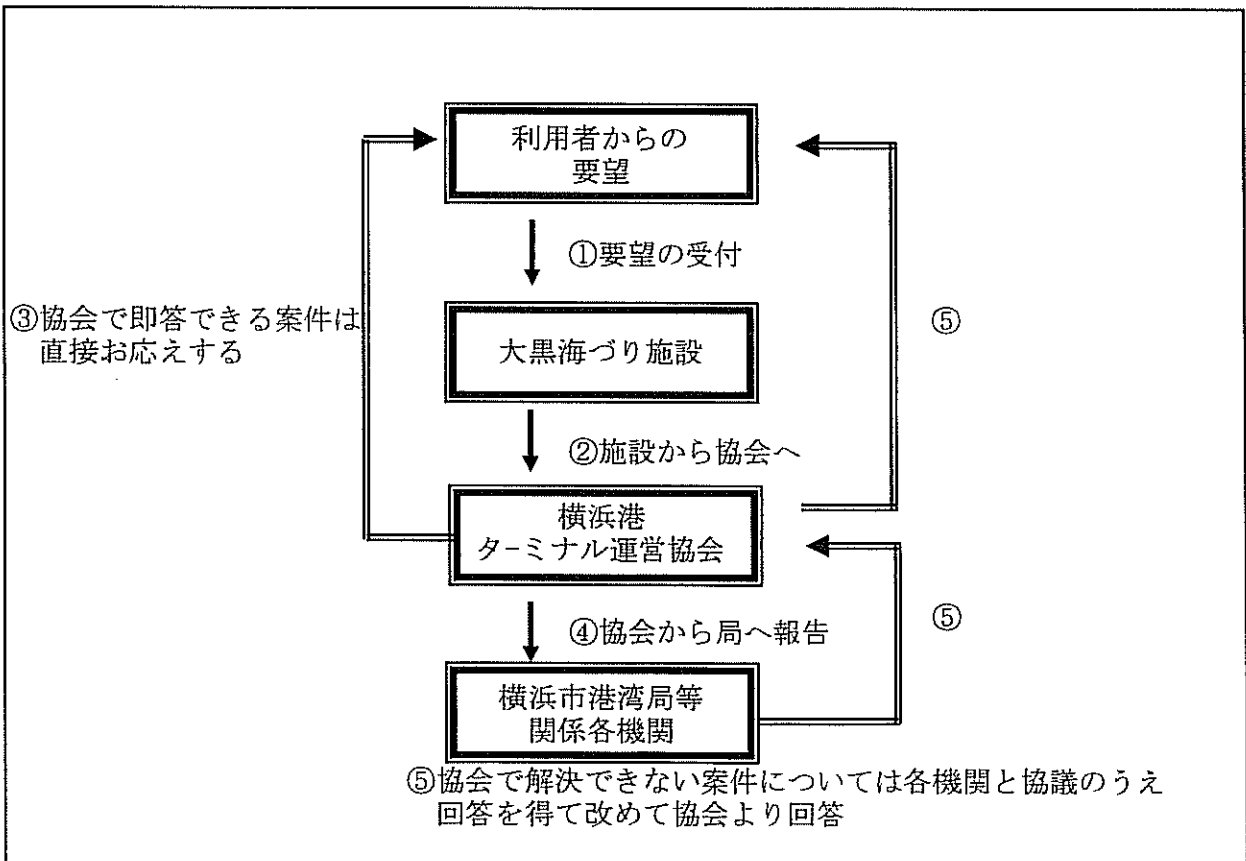 利用者からの
要望
①要望の受付
③協会で即答できる案件は
直接お応えする
大黒海づり施設
⑤
②施設から協会へ
横浜港
ターミナル運営協会
④協会から局へ報告
⑤
横浜市港湾局等
関係各機関
⑤協会で解決できない案件については各機関と協議のうえ
回答を得て改めて協会より回答